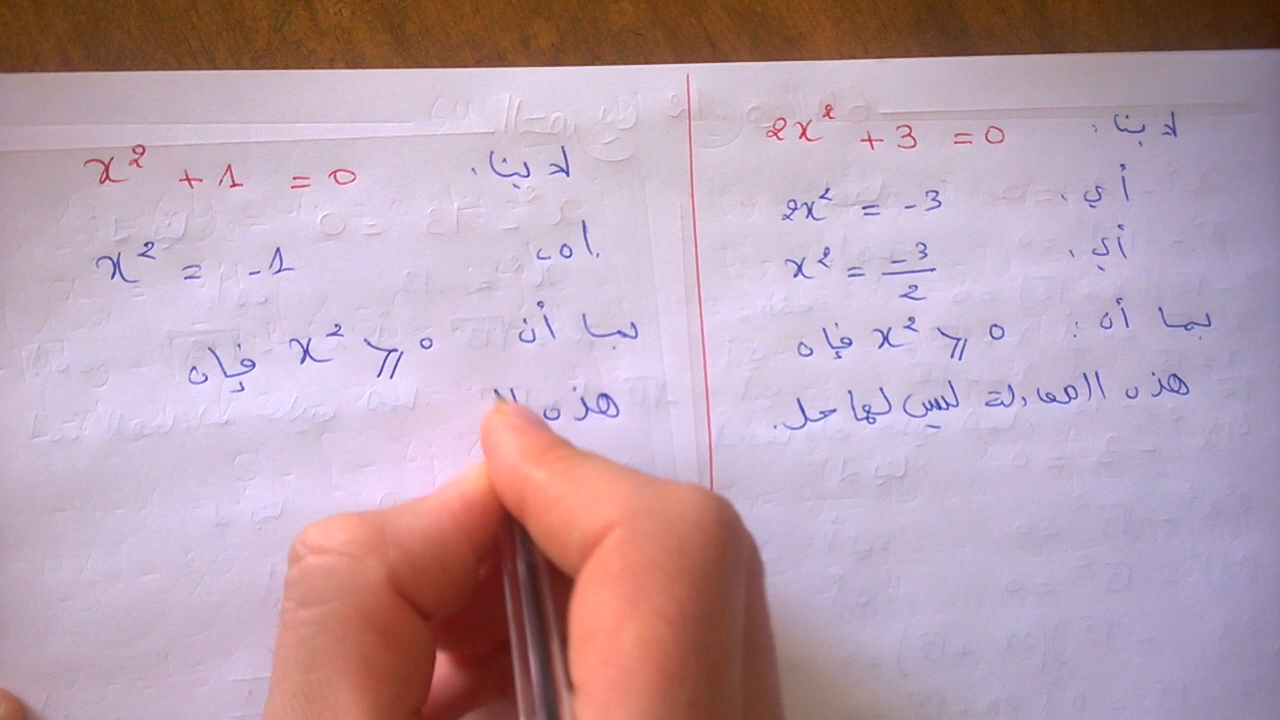 2x² + 3 = 0 لدينا:
2x² = -3 أي:
x² = -3/2 أي:
بما أن: x² ⩾ 0 فإن
هذه المعادلة ليس لها حل.
x² + 1 = 0 لدينا:
x² = -1
بما أن x² ⩾ 0 فإن
هذه